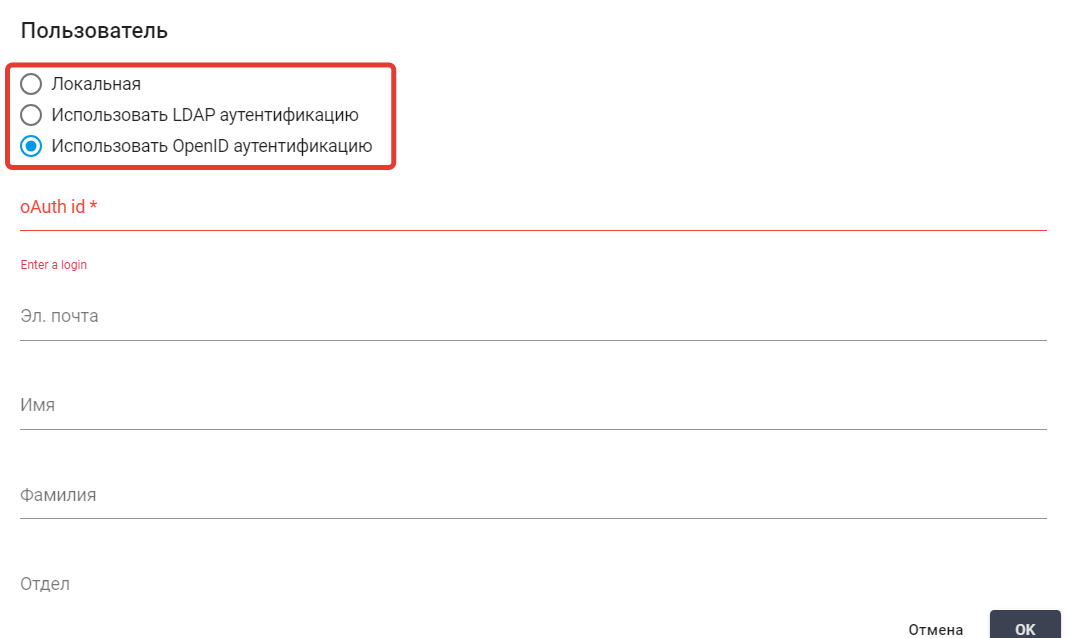 Пользователь
Локальная
Использовать LDAP аутентификацию
Использовать OpenID аутентификацию
oAuth id *
Enter a login
Эл. почта
Имя
Фамилия
Отдел
Отмена OK